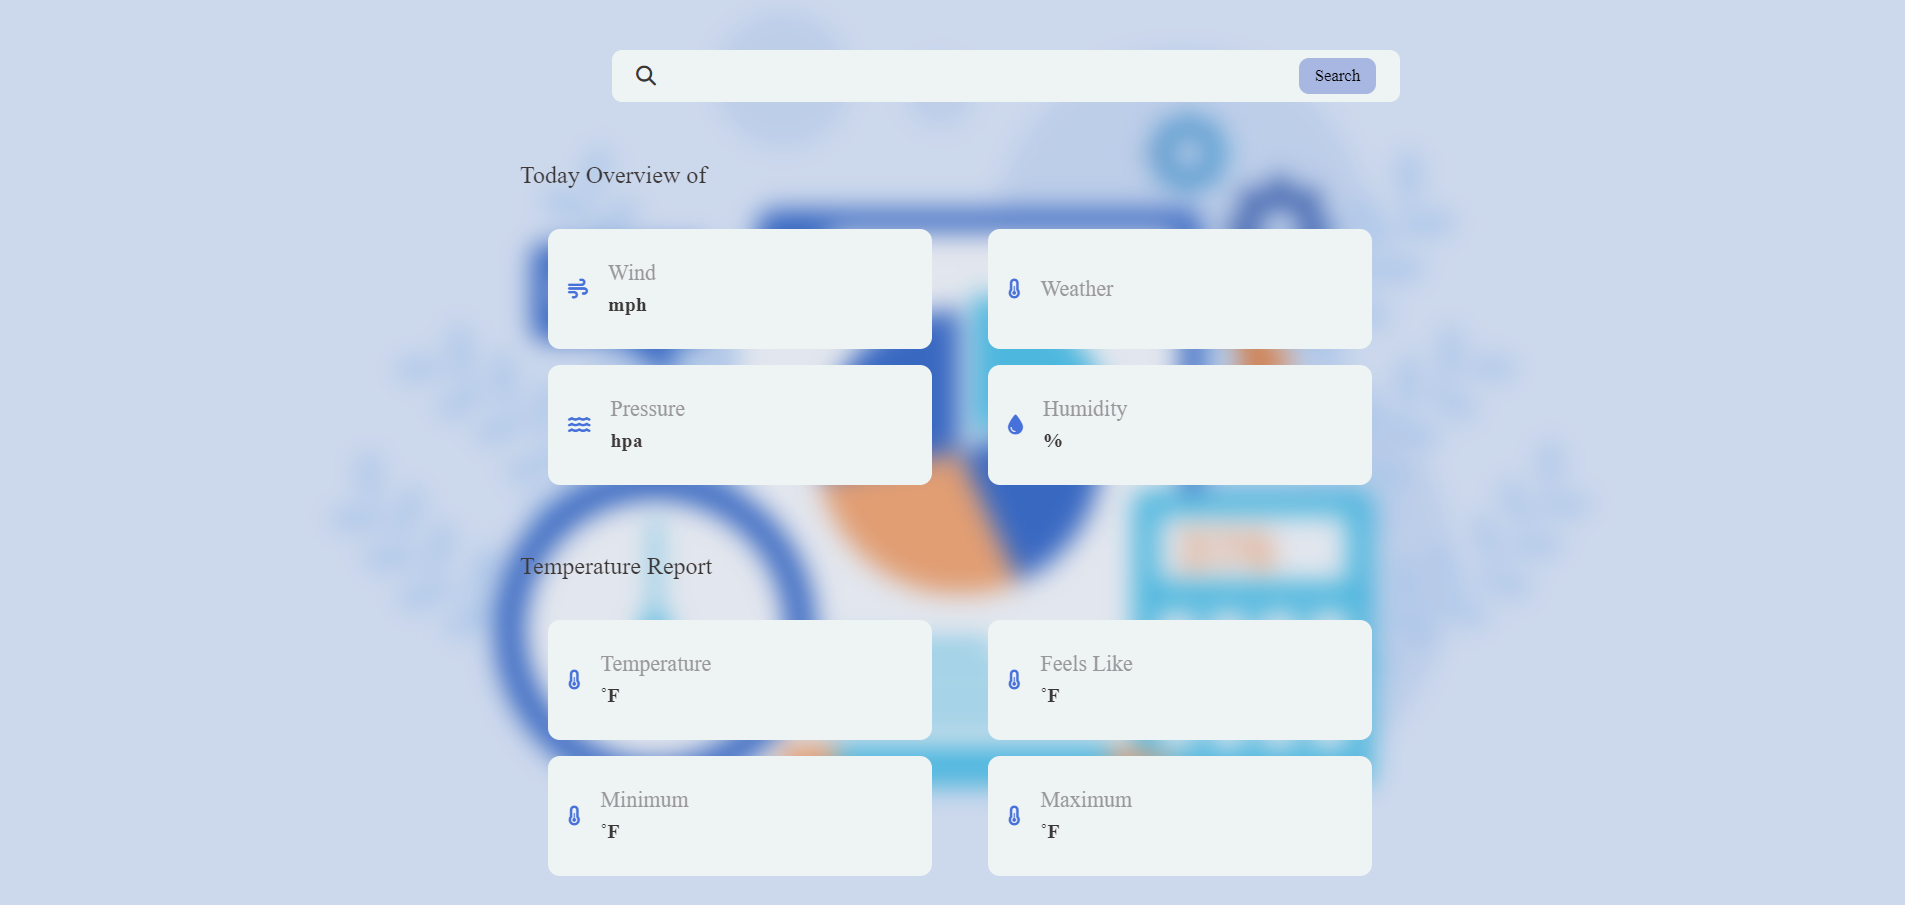 Search
Today Overview of
Wind
mph
Weather
Pressure
hpa
Humidity
%
Temperature Report
Temperature
°F
Feels Like
°F
Minimum
°F
Maximum
°F